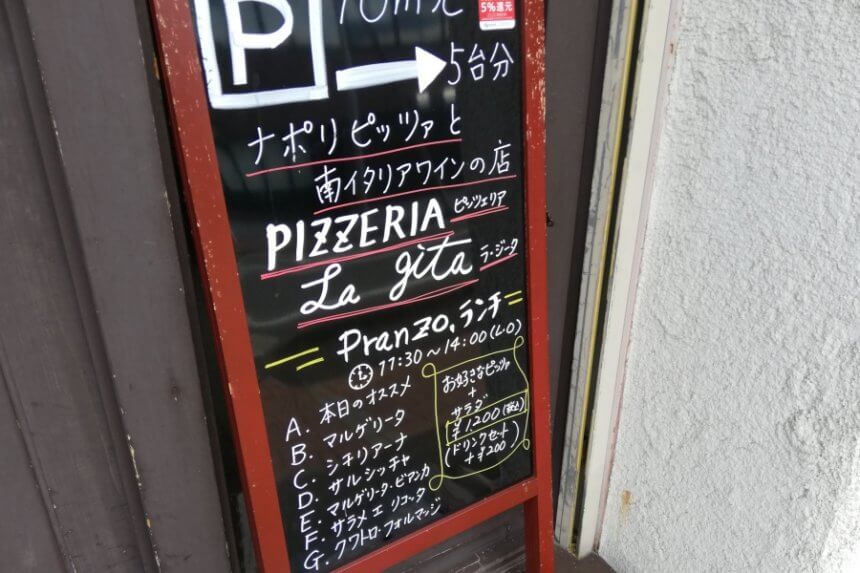 P 10m先
5%還元
→5台分
ナポリピッツァと
南イタリアワインの店
PIZZERIA ピッツェリア
La gita ラ・ジータ
Pranzo, ランチ
11:30~14:00(L.O)
A. 本日のオススメ
B. マルゲリータ
C. シチリアーナ
D. サルシッチャ
E. マルゲリータ・ビアンカ
F. サラメ エ リコッタ
G. クワトロ・フォルマッジ
お好きなピッツァ
+
サラダ
¥1200(税込)
(ドリンクセット
+¥200)